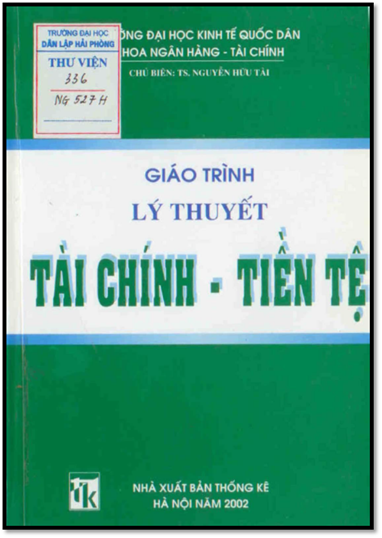 TRƯỜNG ĐẠI HỌC
DÂN LẬP HẢI PHÒNG
THƯ VIỆN
336
NG 527 H
ỜNG ĐẠI HỌC KINH TẾ QUỐC DÂN
HOA NGÂN HÀNG - TÀI CHÍNH
CHỦ BIÊN: TS. NGUYỄN HỮU TÀI
GIÁO TRÌNH
LÝ THUYẾT
TÀI CHÍNH - TIỀN TỆ
NHÀ XUẤT BẢN THỐNG KÊ
HÀ NỘI NĂM 2002